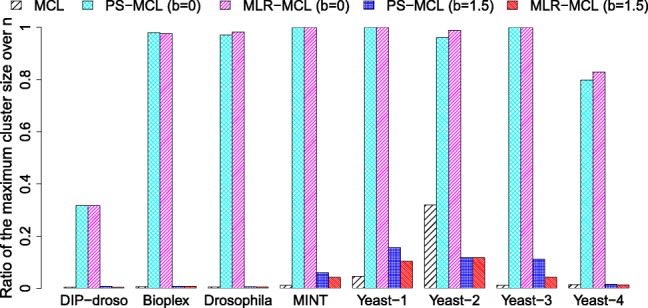 MCL PS−MCL (b=0) MLR−MCL (b=0) PS−MCL (b=1.5) MLR−MCL (b=1.5)
Ratio of the maximum cluster size over n
1
0.8
0.6
0.4
0.2
0
DIP−droso Bioplex Drosophila MINT Yeast−1 Yeast−2 Yeast−3 Yeast−4